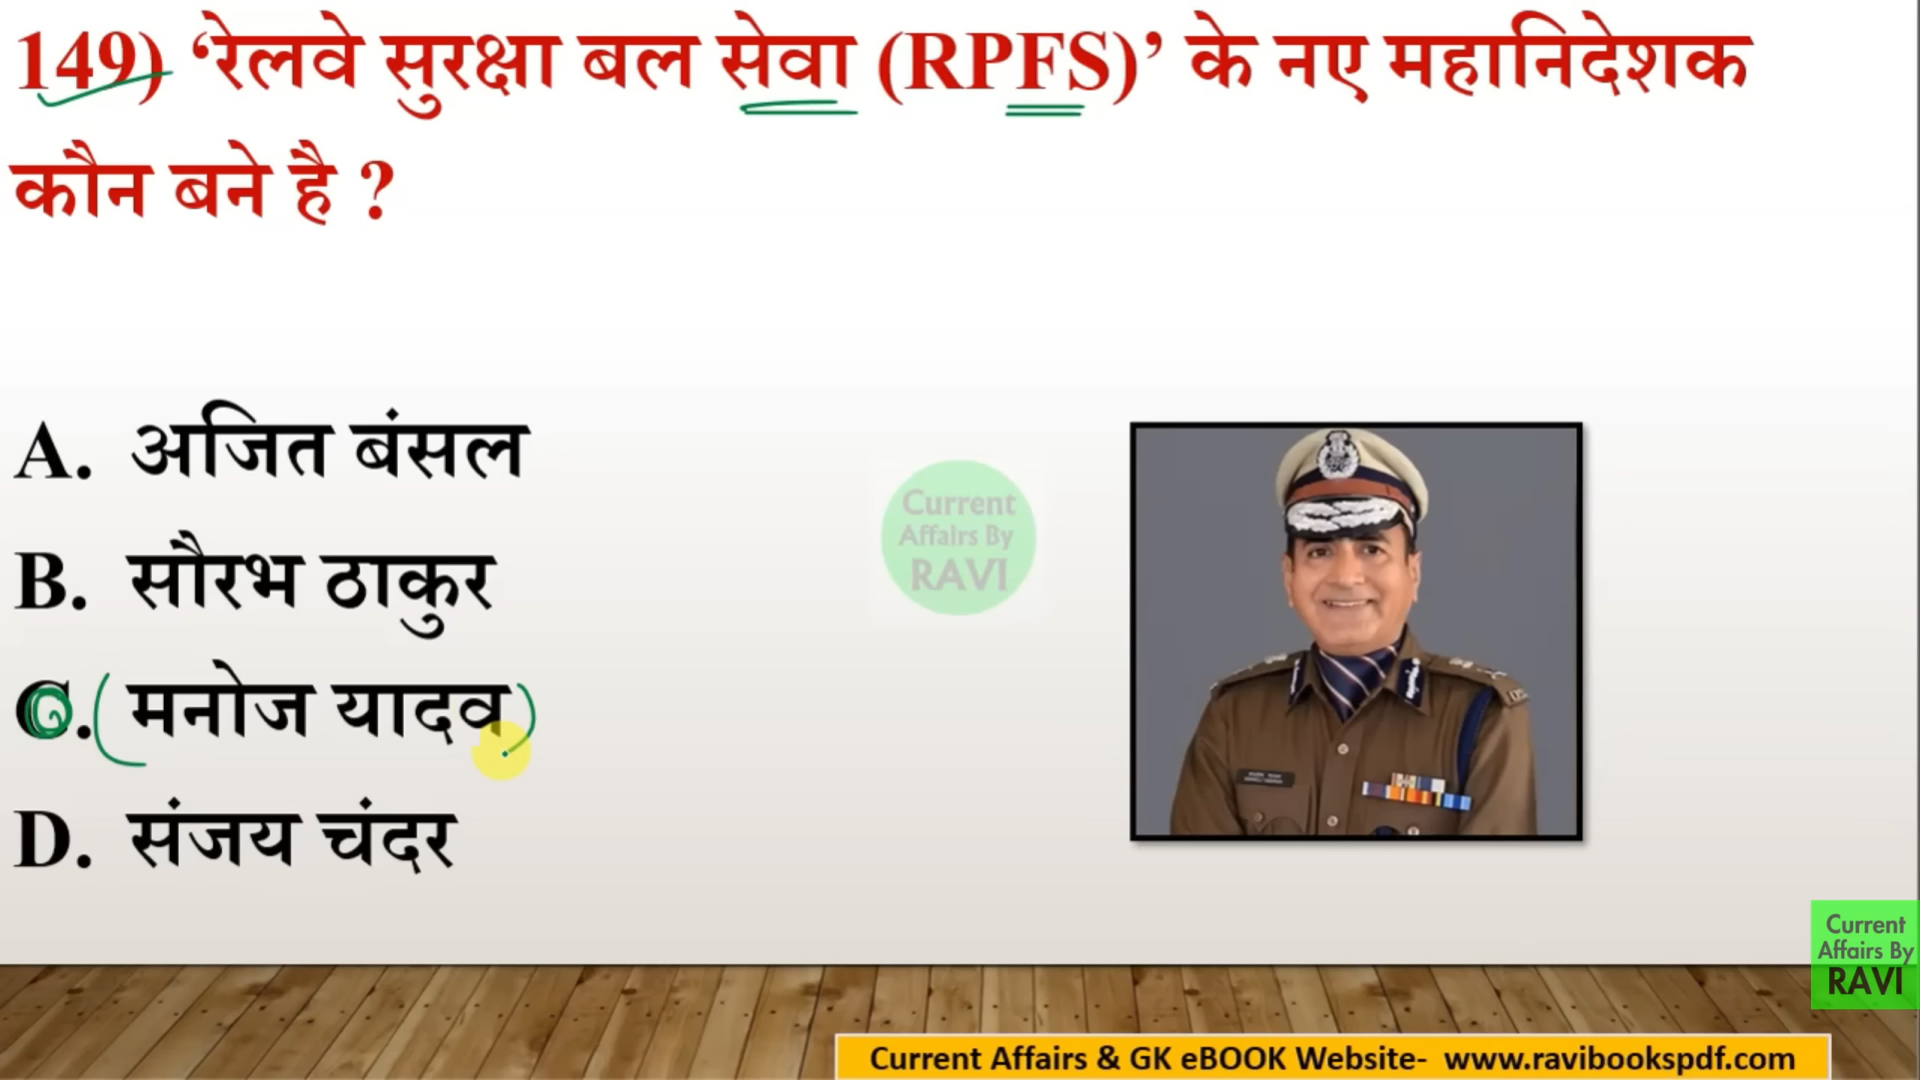 149) ‘रेलवे सुरक्षा बल सेवा (RPFS)’ के नए महानिदेशक
कौन बने है ?
A. अजित बंसल
B. सौरभ ठाकुर
C. मनोज यादव
D. संजय चंदर
Current
Affairs By
RAVI
Current
Affairs By
RAVI
Current Affairs & GK eBOOK Website- www.ravibookspdf.com